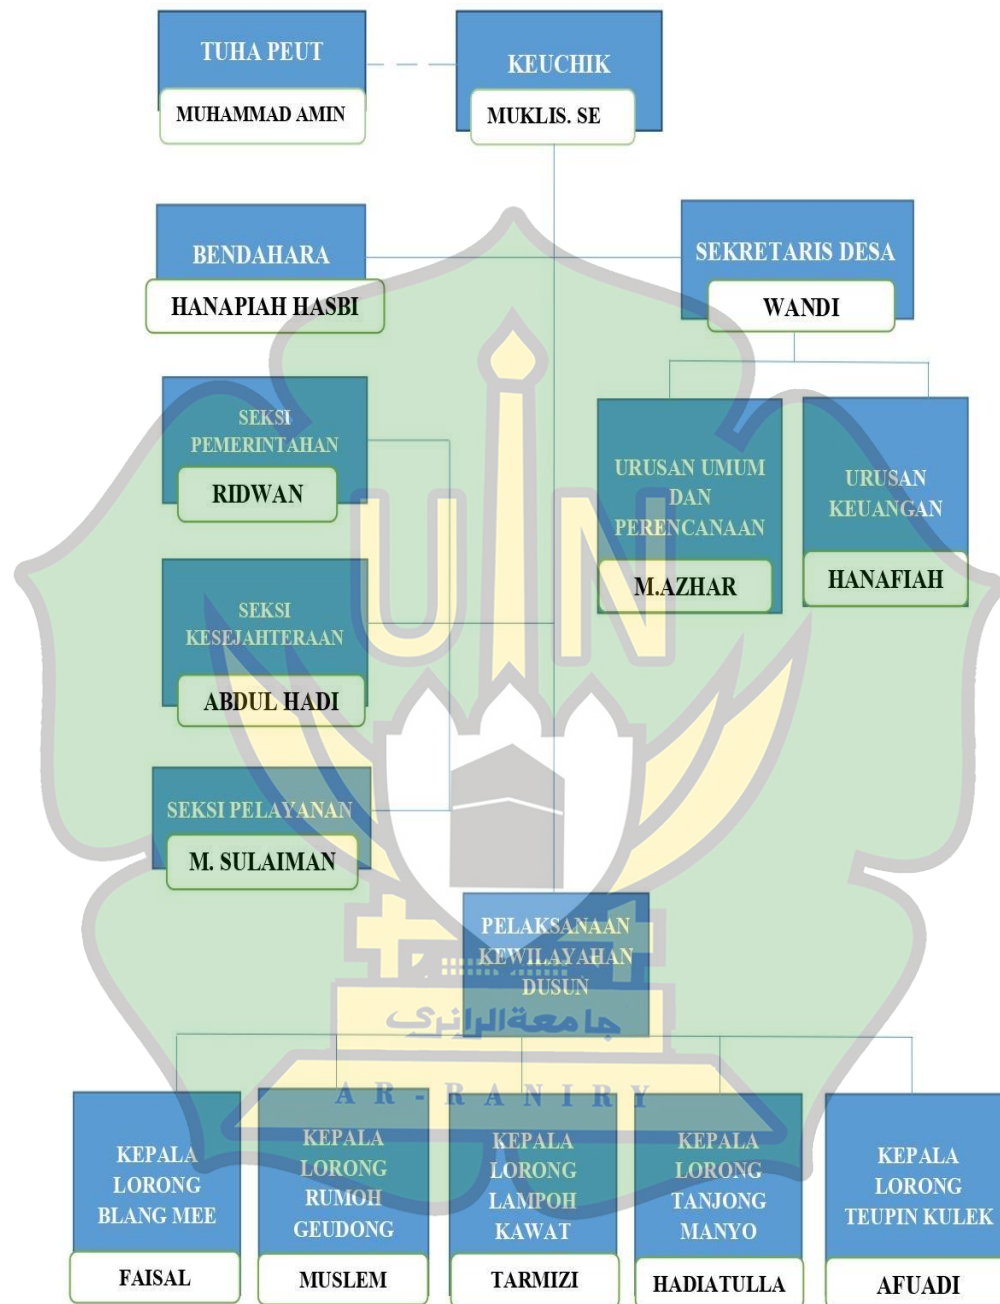 TUHA PEUT
MUHAMMAD AMIN
KEUCHIK
MUKLIS. SE
BENDAHARA
HANAPIAH HASBI
SEKRETARIS DESA
WANDI
SEKSI
PEMERINTAHAN
RIDWAN
URUSAN UMUM
DAN
PERENCANAAN
M.AZHAR
URUSAN
KEUANGAN
HANAFIAH
UIN
SEKSI
KESEJAHTERAAN
ABDUL HADI
SEKSI PELAYANAN
M. SULAIMAN
PELAKSANAAN
KEWILAYAHAN
DUSUN
جامعة الرانري
AR-RANIRY
KEPALA
LORONG
BLANG MEE
FAISAL
KEPALA
LORONG
RUMOH
GEUDONG
MUSLEM
KEPALA
LORONG
LAMPOH
KAWAT
TARMIZI
KEPALA
LORONG
TANJONG
MANYO
HADIATULLA
KEPALA
LORONG
TEUPIN KULEK
AFUADI